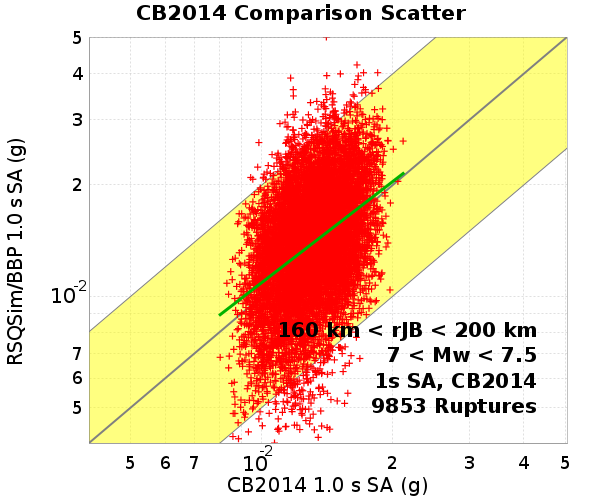 CB2014 Comparison Scatter
RSQSim/BBP 1.0 s SA (g)
5
4
3
2
10⁻²
7
6
5
160 km < rJB < 200 km
7 < Mw < 7.5
1s SA, CB2014
9853 Ruptures
5 6 7 10⁻² 2 3 4 5
CB2014 1.0 s SA (g)